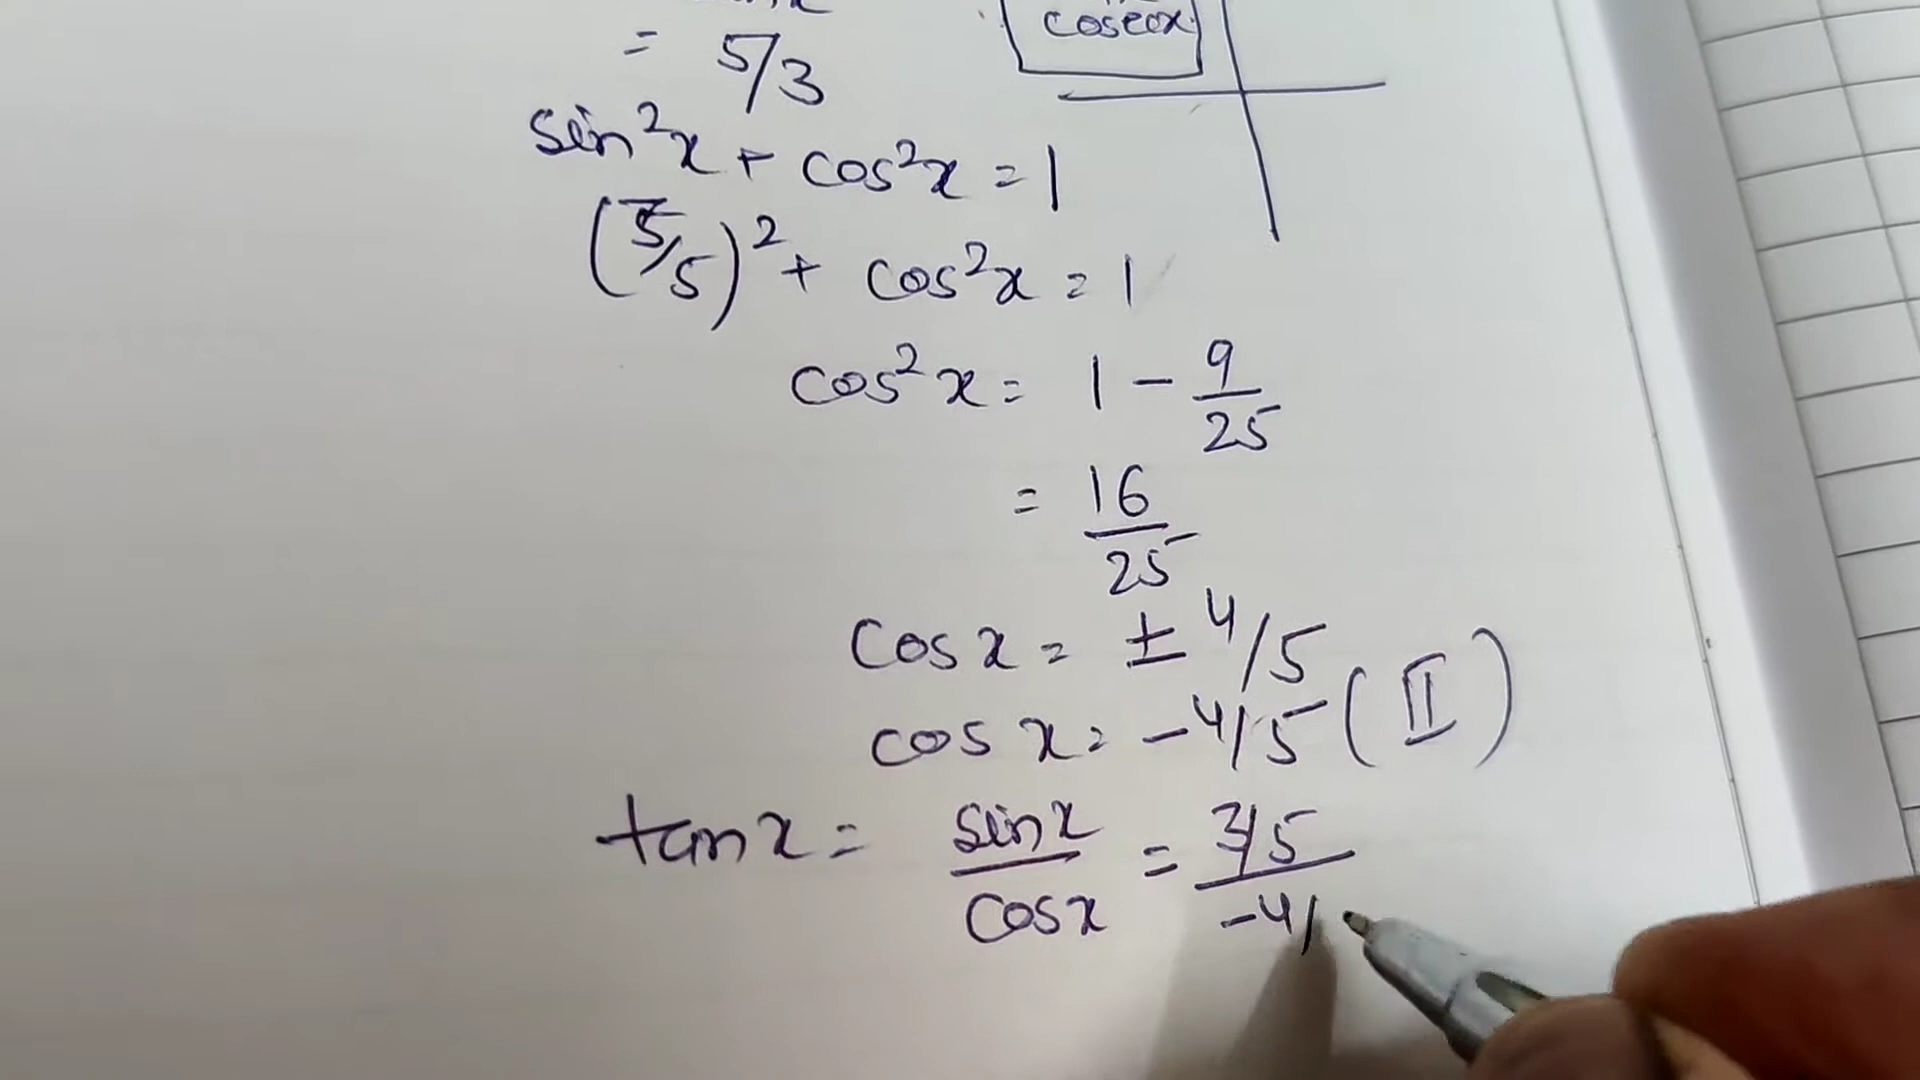 cosecx
= 5/3
sin²x + cos²x = 1
(3/5)² + cos²x = 1
cos²x = 1 - 9/25
= 16/25
cos x = ± 4/5
cos x = -4/5 (II)
tan x = sin x/cos x = 3/5/-4/